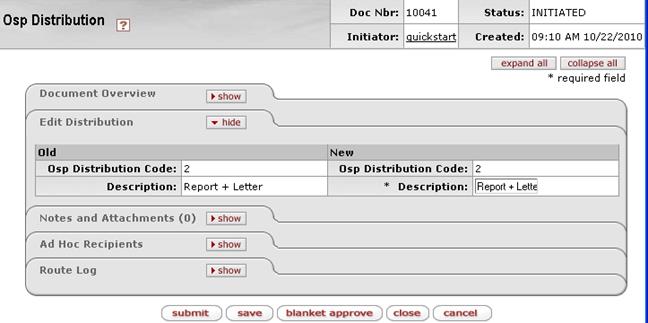 Osp Distribution ?
Doc Nbr: 10041 Status: INITIATED
Initiator: quickstart Created: 09:10 AM 10/22/2010
expand all collapse all
* required field
Document Overview show
Edit Distribution hide
Old New
Osp Distribution Code: 2 Osp Distribution Code: 2
Description: Report + Letter * Description: Report + Lette
Notes and Attachments (0) show
Ad Hoc Recipients show
Route Log show
submit save blanket approve close cancel